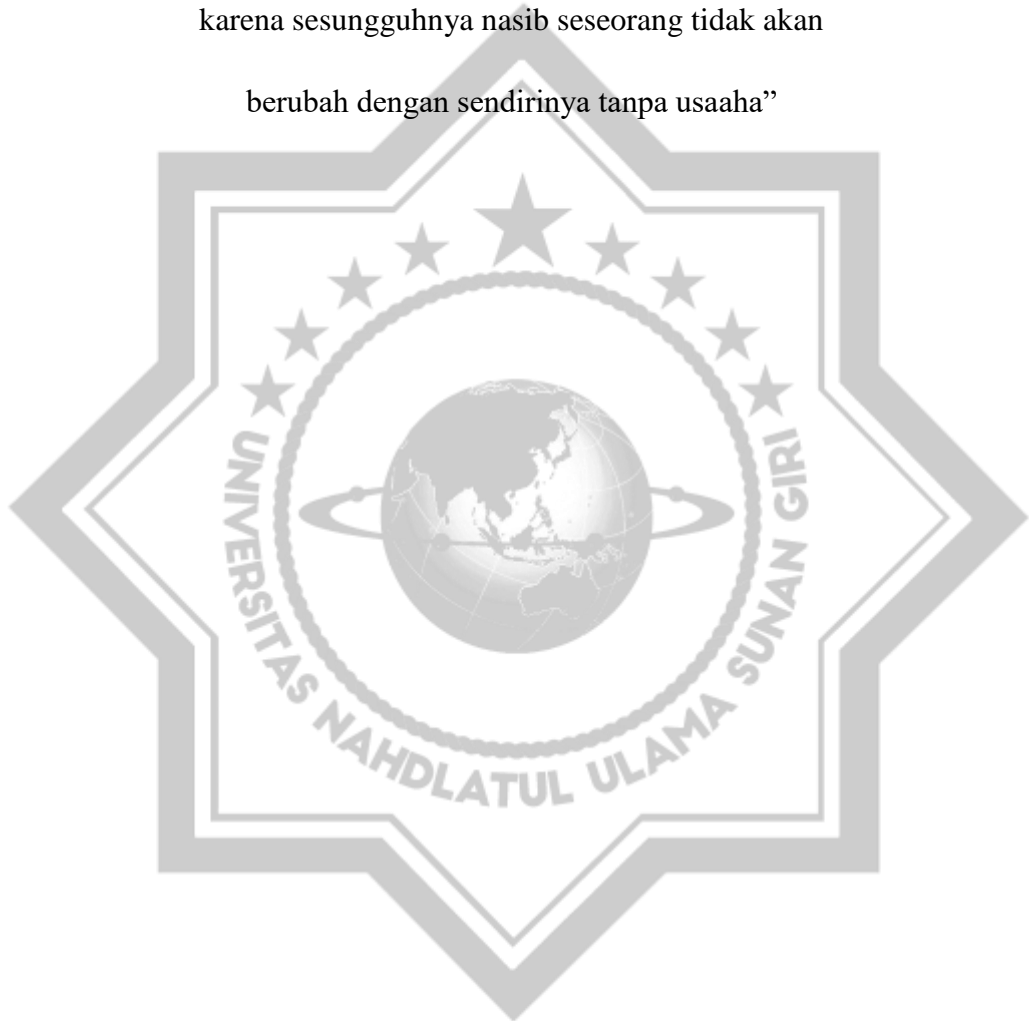 karena sesungguhnya nasib seseorang tidak akan
berubah dengan sendirinya tanpa usaaha”
UNIVERSITAS NAHDLATUL ULAMA SUNAN GIRI